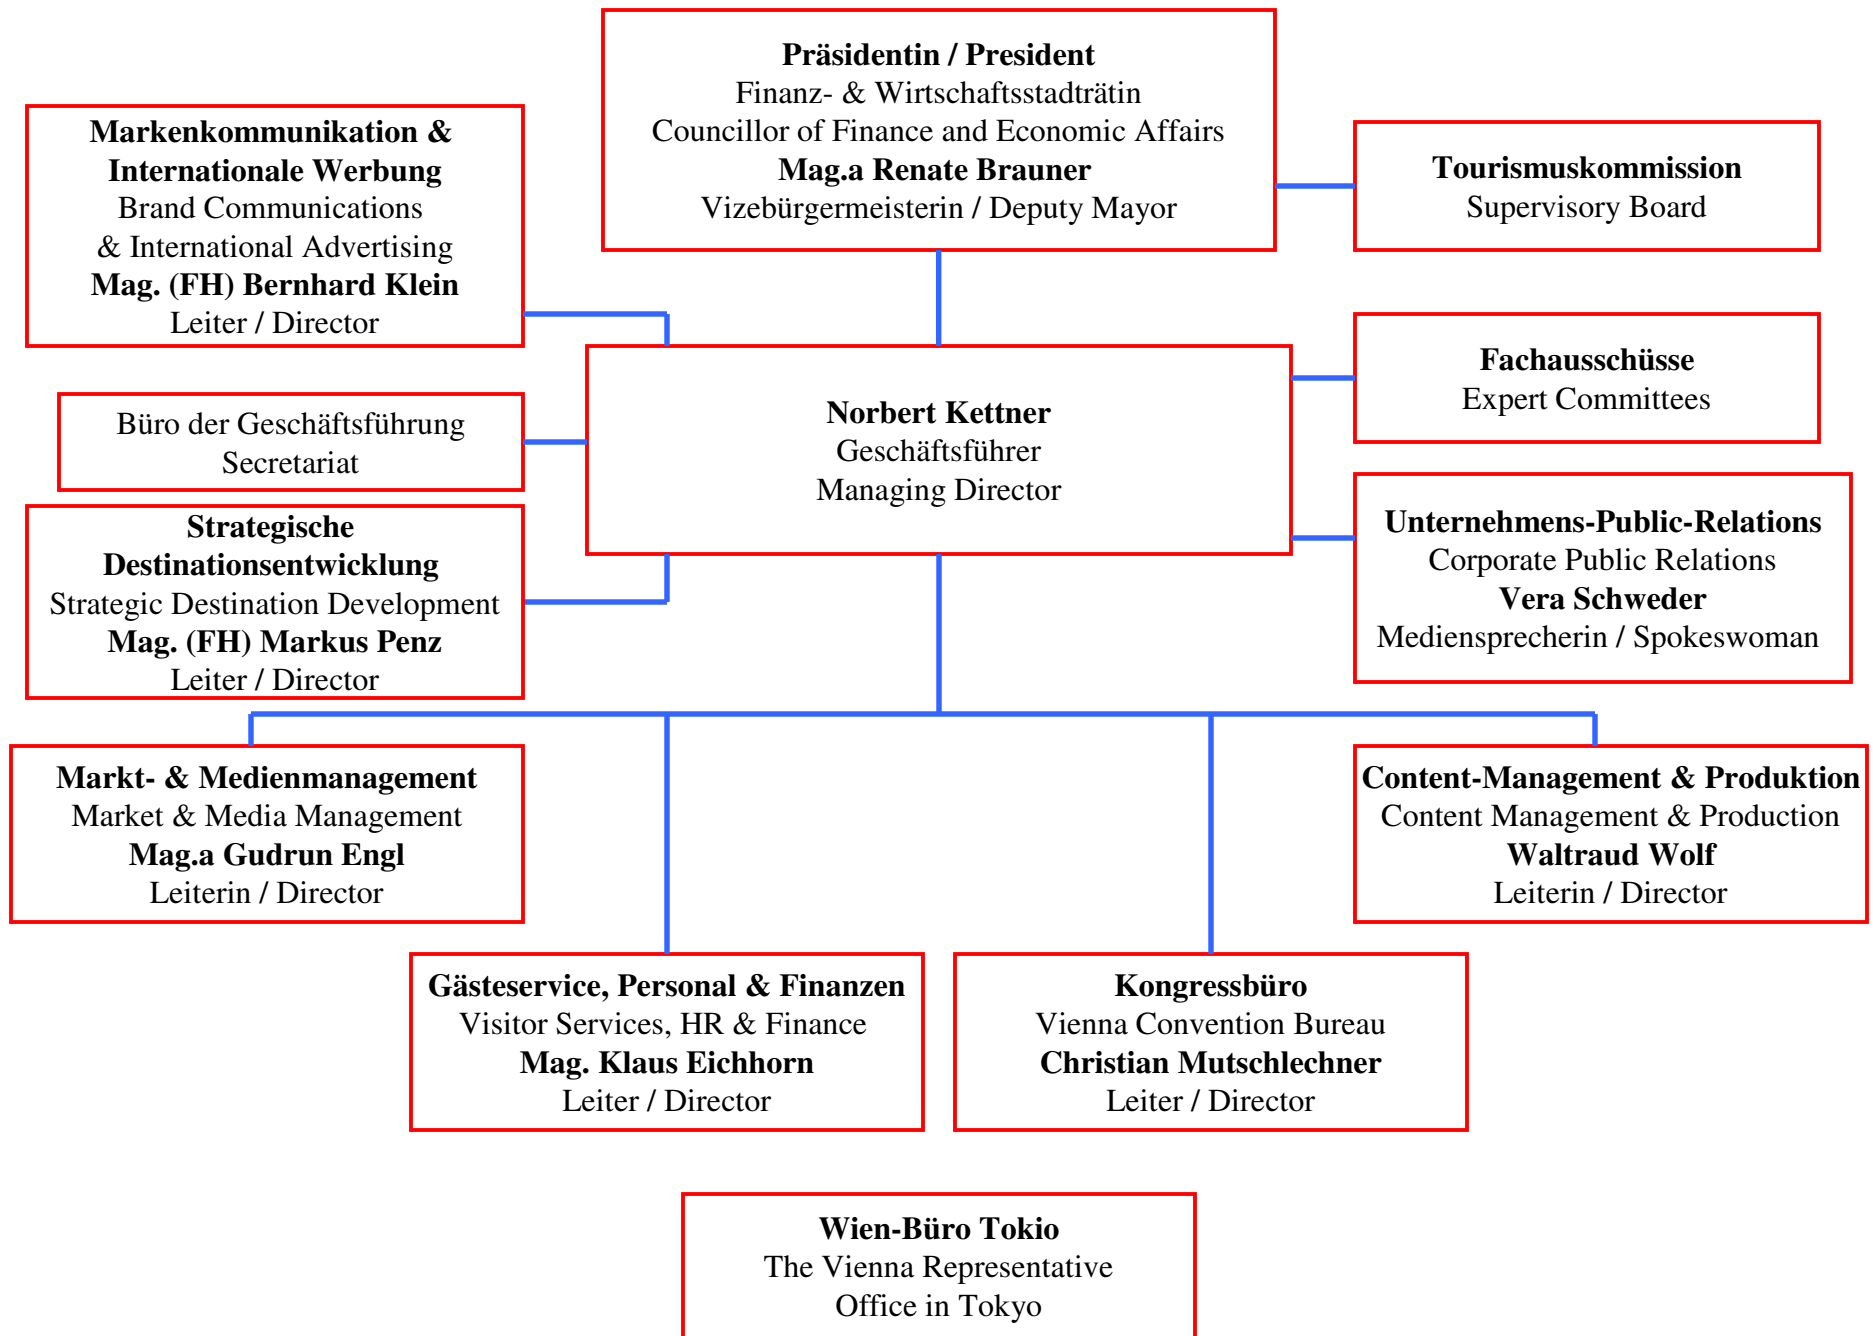 Präsidentin / President
Finanz- & Wirtschaftsstadträtin
Councillor of Finance and Economic Affairs
Mag.a Renate Brauner
Vizebürgermeisterin / Deputy Mayor
Markenkommunikation &
Internationale Werbung
Brand Communications
& International Advertising
Mag. (FH) Bernhard Klein
Leiter / Director
Tourismuskommission
Supervisory Board
Fachausschüsse
Expert Committees
Norbert Kettner
Geschäftsführer
Managing Director
Büro der Geschäftsführung
Secretariat
Unternehmens-Public-Relations
Corporate Public Relations
Vera Schweder
Mediensprecherin / Spokeswoman
Strategische
Destinationsentwicklung
Strategic Destination Development
Mag. (FH) Markus Penz
Leiter / Director
Markt- & Medienmanagement
Market & Media Management
Mag.a Gudrun Engl
Leiterin / Director
Content-Management & Produktion
Content Management & Production
Waltraud Wolf
Leiterin / Director
Gästeservice, Personal & Finanzen
Visitor Services, HR & Finance
Mag. Klaus Eichhorn
Leiter / Director
Kongressbüro
Vienna Convention Bureau
Christian Mutschlechner
Leiter / Director
Wien-Büro Tokio
The Vienna Representative
Office in Tokyo